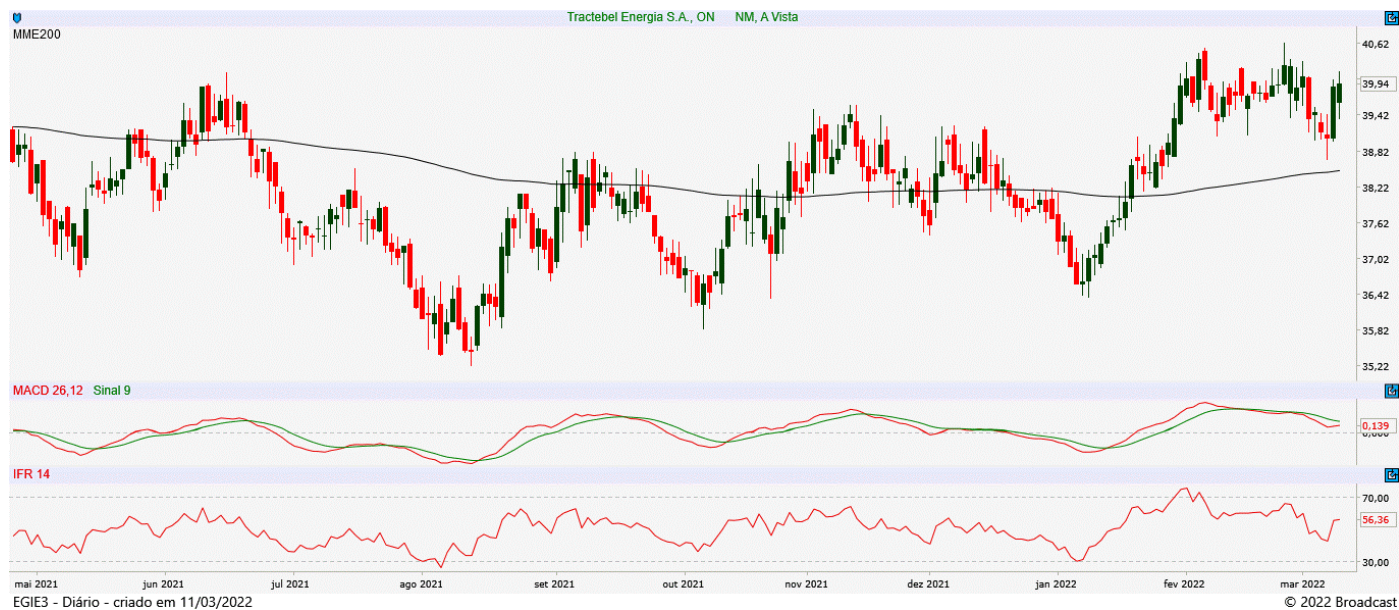 Tractebel Energia S.A., ON NM, A Vista
MME200
40,62
39,94
39,42
38,82
38,22
37,62
37,02
36,42
35,82
35,22
MACD 26,12 Sinal 9
0,139
IFR 14
70,00
56,36
30,00
mai 2021 jun 2021 jul 2021 ago 2021 set 2021 out 2021 nov 2021 dez 2021 jan 2022 fev 2022 mar 2022
EGIE3 - Diário - criado em 11/03/2022 © 2022 Broadcast